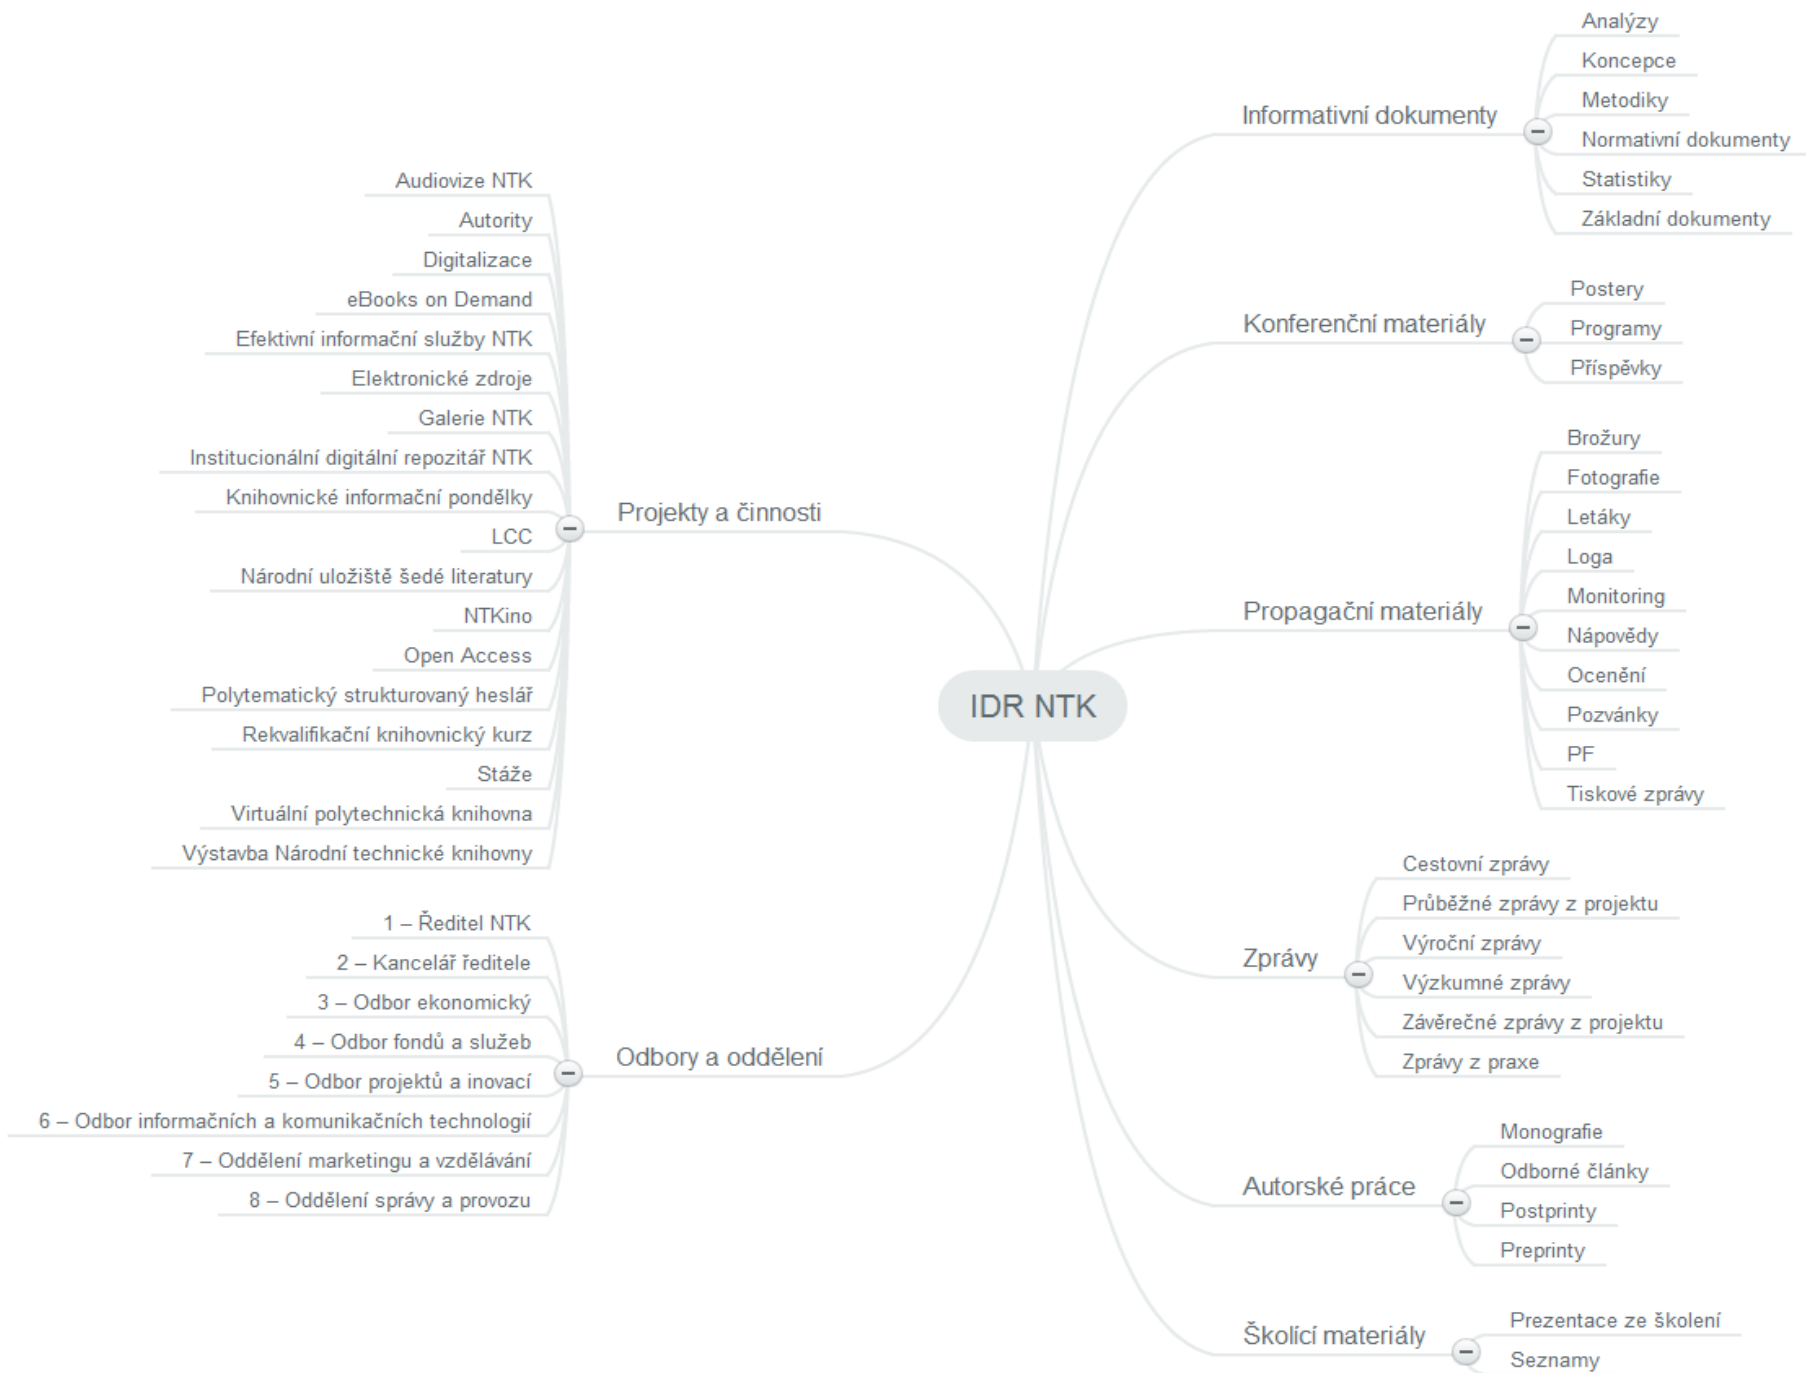 IDR NTK
Informativní dokumenty
Analýzy
Koncepce
Metodiky
Normativní dokumenty
Statistiky
Základní dokumenty
Konferenční materiály
Postery
Programy
Příspěvky
Propagační materiály
Brožury
Fotografie
Letáky
Loga
Monitoring
Nápovědy
Ocenění
Pozvánky
PF
Tiskové zprávy
Zprávy
Cestovní zprávy
Průběžné zprávy z projektu
Výroční zprávy
Výzkumné zprávy
Závěrečné zprávy z projektu
Zprávy z praxe
Autorské práce
Monografie
Odborné články
Postprinty
Preprinty
Školící materiály
Prezentace ze školení
Seznamy
Projekty a činnosti
Audiovize NTK
Autority
Digitalizace
eBooks on Demand
Efektivní informační služby NTK
Elektronické zdroje
Galerie NTK
Institucionální digitální repozitář NTK
Knihovnické informační pondělky
LCC
Národní uložiště šedé literatury
NTKino
Open Access
Polytematický strukturovaný heslář
Rekvalifikační knihovnický kurz
Stáže
Virtuální polytechnická knihovna
Výstavba Národní technické knihovny
Odbory a oddělení
1 – Ředitel NTK
2 – Kancelář ředitele
3 – Odbor ekonomický
4 – Odbor fondů a služeb
5 – Odbor projektů a inovací
6 – Odbor informačních a komunikačních technologií
7 – Oddělení marketingu a vzdělávání
8 – Oddělení správy a provozu